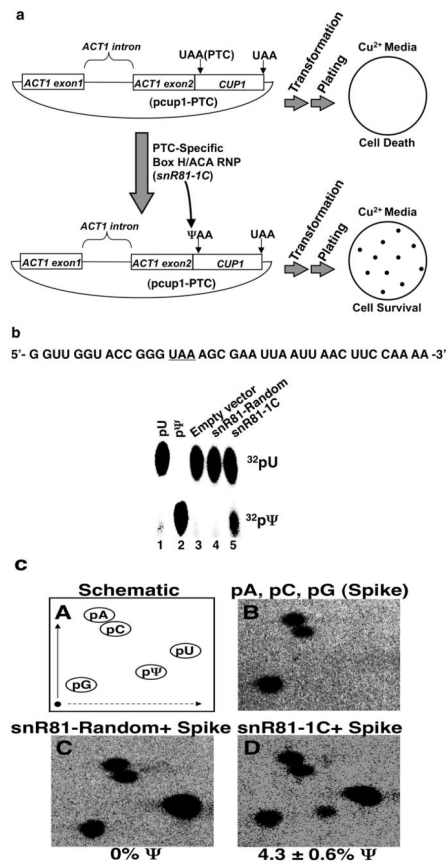 a
ACT1 intron
UAA(PTC)
UAA
ACT1 exon1
ACT1 exon2
CUP1
(pcup1-PTC)
Transformation
Plating
Cu2+ Media
Cell Death
PTC-Specific
Box H/ACA RNP
(snR81-1C)
ACT1 intron
ΨAA
UAA
ACT1 exon1
ACT1 exon2
CUP1
(pcup1-PTC)
Transformation
Plating
Cu2+ Media
Cell Survival
b
5'- G GUU GGU ACC GGG UAA AGC GAA UUA AUU AAC UUC CAA AA -3'
pU
pΨ
Empty vector
snR81-Random
snR81-1C
32pU
32pΨ
1 2 3 4 5
c
Schematic
A
pA
pC
pU
pΨ
pG
pA, pC, pG (Spike)
B
snR81-Random+ Spike
C
0% Ψ
snR81-1C+ Spike
D
4.3 ± 0.6% Ψ